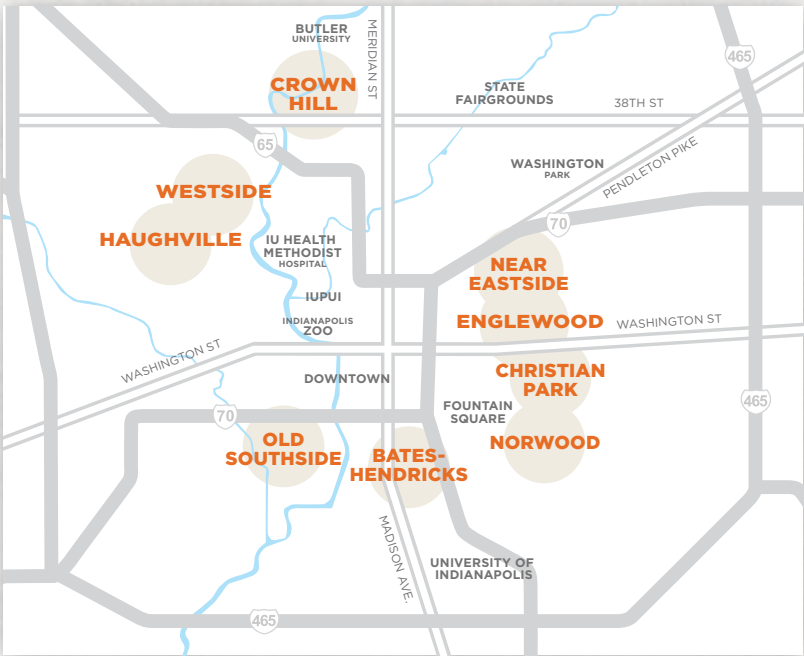 BUTLER
UNIVERSITY
MERIDIAN ST
465
CROWN
HILL
STATE
FAIRGROUNDS
38TH ST
65
WASHINGTON
PARK
PENDLETON PIKE
WESTSIDE
70
HAUGHVILLE
IU HEALTH
METHODIST
HOSPITAL
NEAR
EASTSIDE
IUPUI
INDIANAPOLIS
ZOO
ENGLEWOOD
WASHINGTON ST
WASHINGTON ST
DOWNTOWN
CHRISTIAN
PARK
465
70
FOUNTAIN
SQUARE
OLD
SOUTHSIDE
BATES-
HENDRICKS
NORWOOD
MADISON AVE.
UNIVERSITY OF
INDIANAPOLIS
465